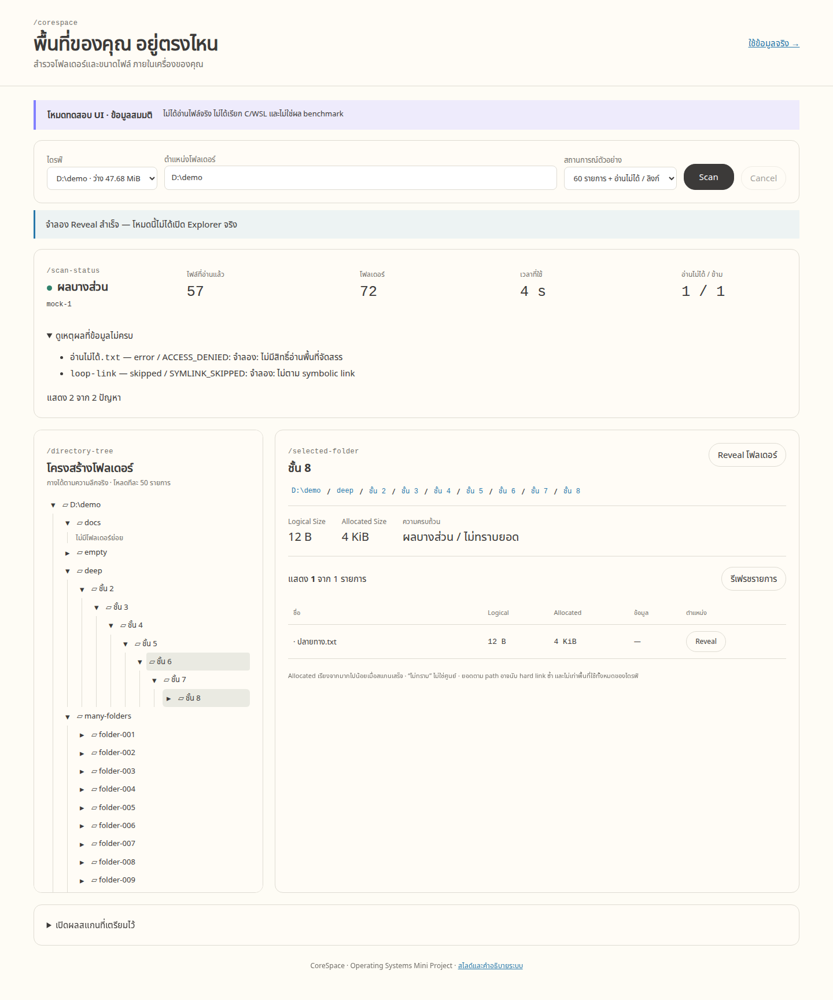 /corespace
พื้นที่ของคุณ อยู่ตรงไหน
สำรวจโฟลเดอร์และขนาดไฟล์ ภายในเครื่องของคุณ
ใช้ข้อมูลจริง →
โหมดทดสอบ UI · ข้อมูลสมมติ ไม่ได้อ่านไฟล์จริง ไม่ได้เรียก C/WSL และไม่ใช่ผล benchmark
ไดรฟ์
D:\demo · ว่าง 47.68 MiB
ตำแหน่งโฟลเดอร์
D:\demo
สถานการณ์ตัวอย่าง
60 รายการ + อ่านไม่ได้ / ลิงก์
Scan
Cancel
จำลอง Reveal สำเร็จ — โหมดนี้ไม่ได้เปิด Explorer จริง
/scan-status
ผลบางส่วน
mock-1
ไฟล์ที่อ่านแล้ว
57
โฟลเดอร์
72
เวลาที่ใช้
4 s
อ่านไม่ได้ / ข้าม
1 / 1
▼ ดูเหตุผลที่ข้อมูลไม่ครบ
• อ่านไม่ได้.txt — error / ACCESS_DENIED: จำลอง: ไม่มีสิทธิ์อ่านพื้นที่จัดสรร
• loop-link — skipped / SYMLINK_SKIPPED: จำลอง: ไม่ตาม symbolic link
แสดง 2 จาก 2 ปัญหา
/directory-tree
โครงสร้างโฟลเดอร์
กางได้ตามความลึกจริง · โหลดทีละ 50 รายการ
▼ ▱ D:\demo
▼ ▱ docs
ไม่มีโฟลเดอร์ย่อย
▶ ▱ empty
▼ ▱ deep
▼ ▱ ชั้น 2
▼ ▱ ชั้น 3
▼ ▱ ชั้น 4
▼ ▱ ชั้น 5
▼ ▱ ชั้น 6
▼ ▱ ชั้น 7
▶ ▱ ชั้น 8
▼ ▱ many-folders
▶ ▱ folder-001
▶ ▱ folder-002
▶ ▱ folder-003
▶ ▱ folder-004
▶ ▱ folder-005
▶ ▱ folder-006
▶ ▱ folder-007
▶ ▱ folder-008
▶ ▱ folder-009
/selected-folder
ชั้น 8
Reveal โฟลเดอร์
D:\demo / deep / ชั้น 2 / ชั้น 3 / ชั้น 4 / ชั้น 5 / ชั้น 6 / ชั้น 7 / ชั้น 8
Logical Size
12 B
Allocated Size
4 KiB
ความครบถ้วน
ผลบางส่วน / ไม่ทราบยอด
แสดง 1 จาก 1 รายการ
รีเฟรชรายการ
ชื่อ Logical Allocated ข้อมูล ตำแหน่ง
· ปลายทาง.txt 12 B 4 KiB — Reveal
Allocated เรียงจากมากไปน้อยเมื่อสแกนเสร็จ · “ไม่ทราบ” ไม่ใช่ศูนย์ · ยอดตาม path อาจนับ hard link ซ้ำ และไม่เท่าพื้นที่ใช้ทั้งหมดของไดรฟ์
▶ เปิดผลสแกนที่เตรียมไว้
CoreSpace · Operating Systems Mini Project · สไลด์และคำอธิบายระบบ